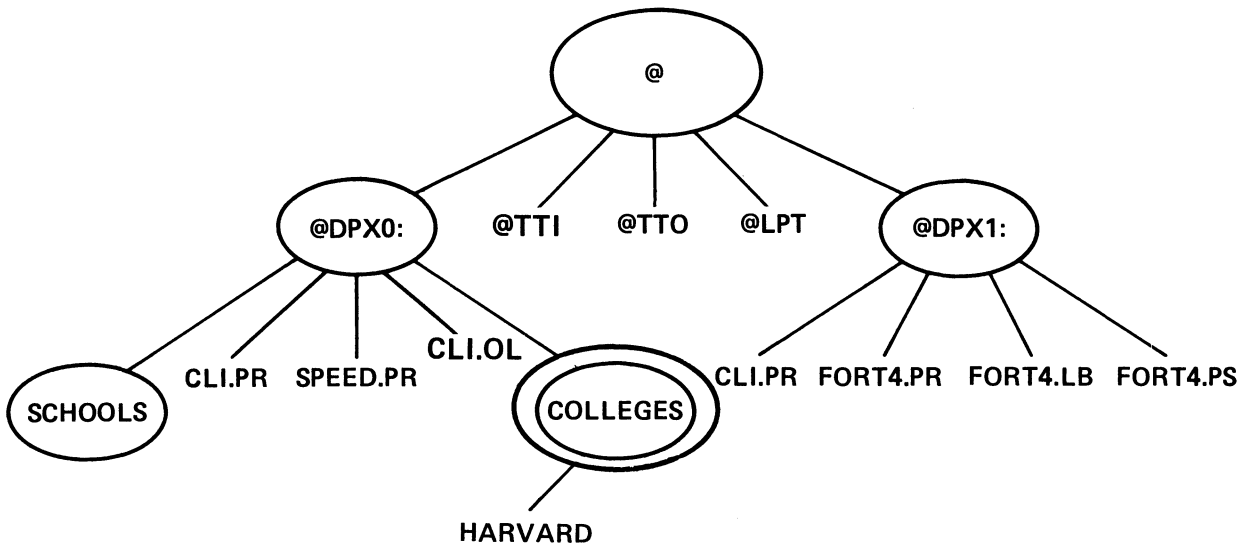 @
@DPX0: @TTI @TTO @LPT @DPX1:
CLI.OL
CLI.PR SPEED.PR CLI.PR FORT4.PR FORT4.LB FORT4.PS
SCHOOLS COLLEGES
HARVARD